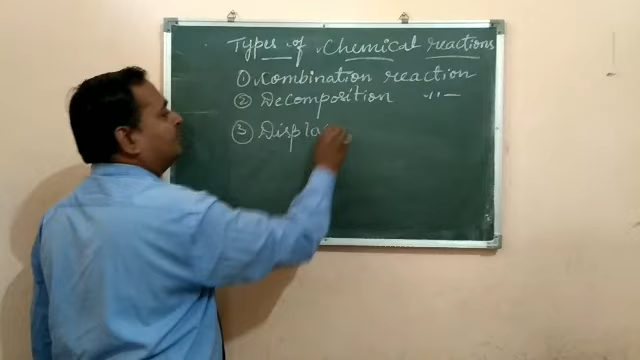 Types of Chemical reactions
① Combination reaction
② Decomposition -〃-
③ Displa